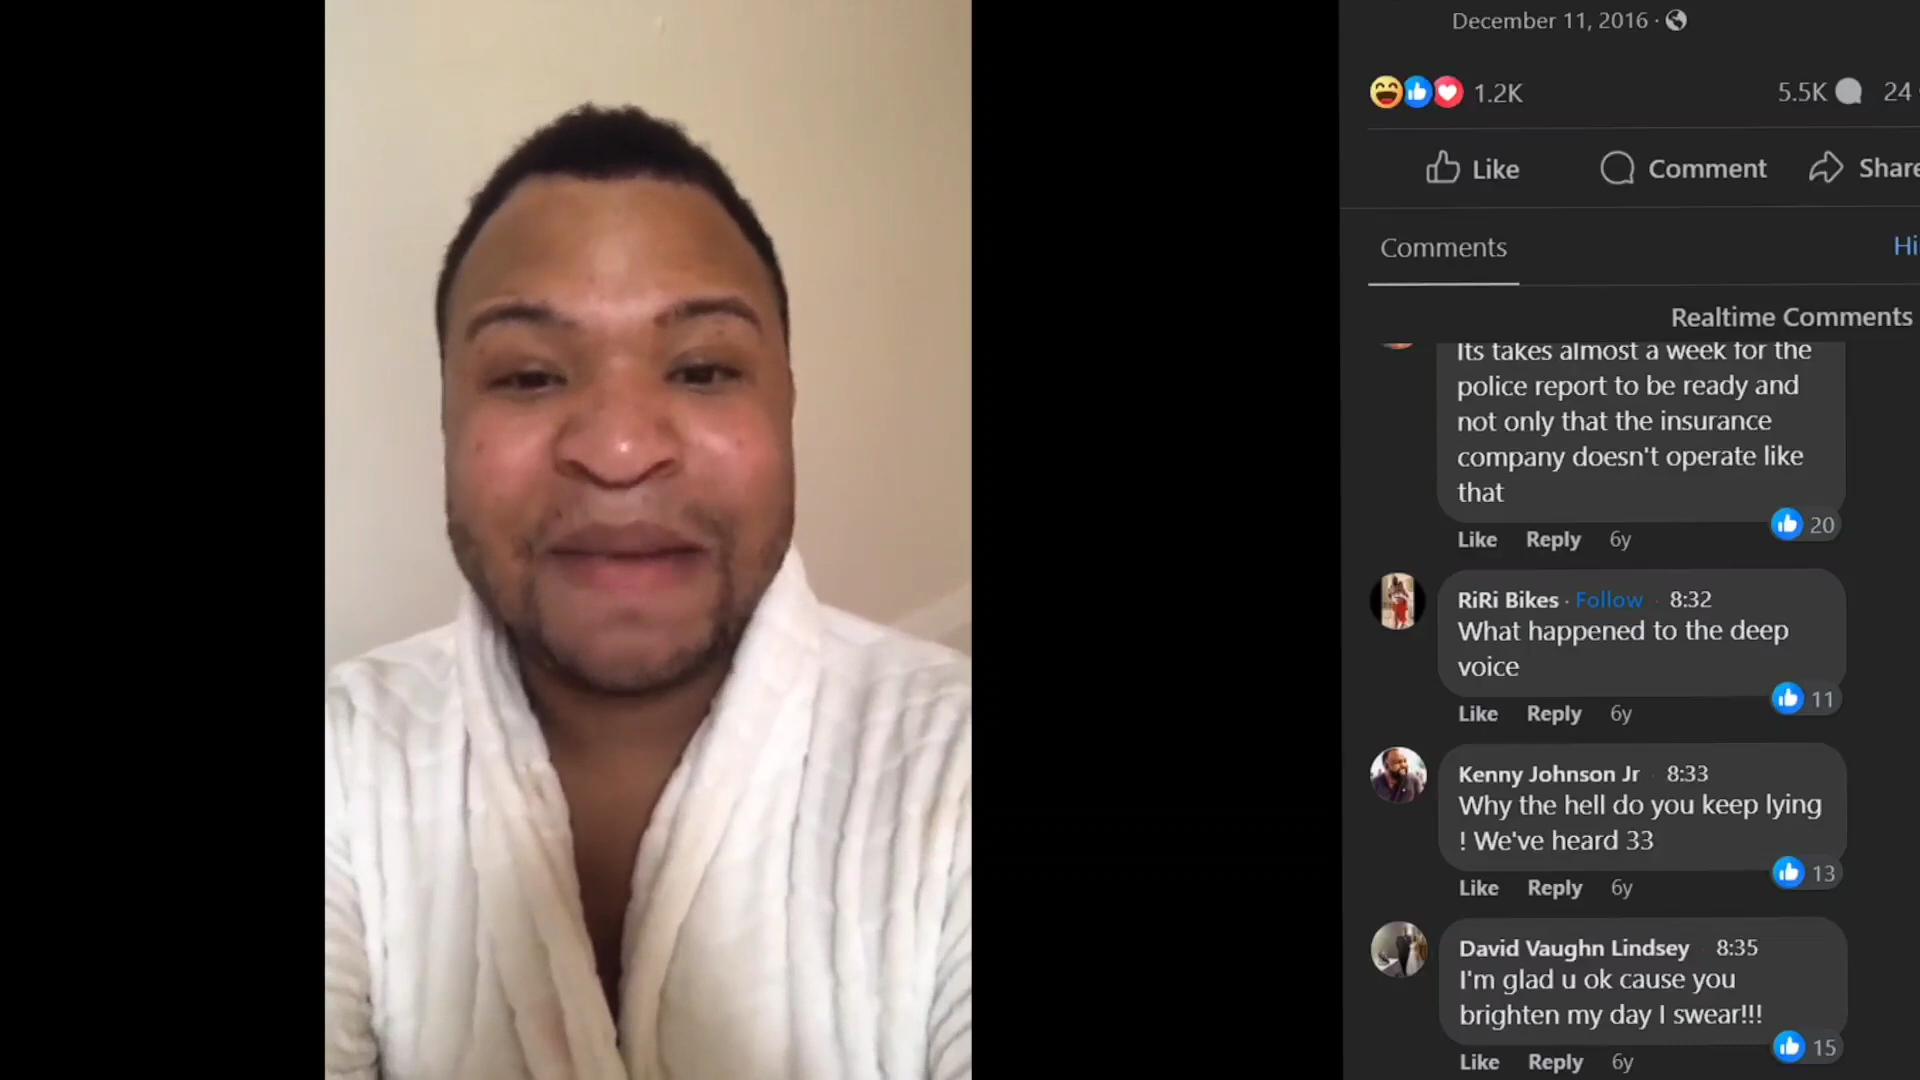 December 11, 2016 ·
1.2K
5.5K
24
Like
Comment
Share
Comments
Hi
Realtime Comments
Its takes almost a week for the
police report to be ready and
not only that the insurance
company doesn't operate like
that
20
Like Reply 6y
RiRi Bikes · Follow · 8:32
What happened to the deep
voice
11
Like Reply 6y
Kenny Johnson Jr · 8:33
Why the hell do you keep lying
! We've heard 33
13
Like Reply 6y
David Vaughn Lindsey · 8:35
I'm glad u ok cause you
brighten my day I swear!!!
15
Like Reply 6y